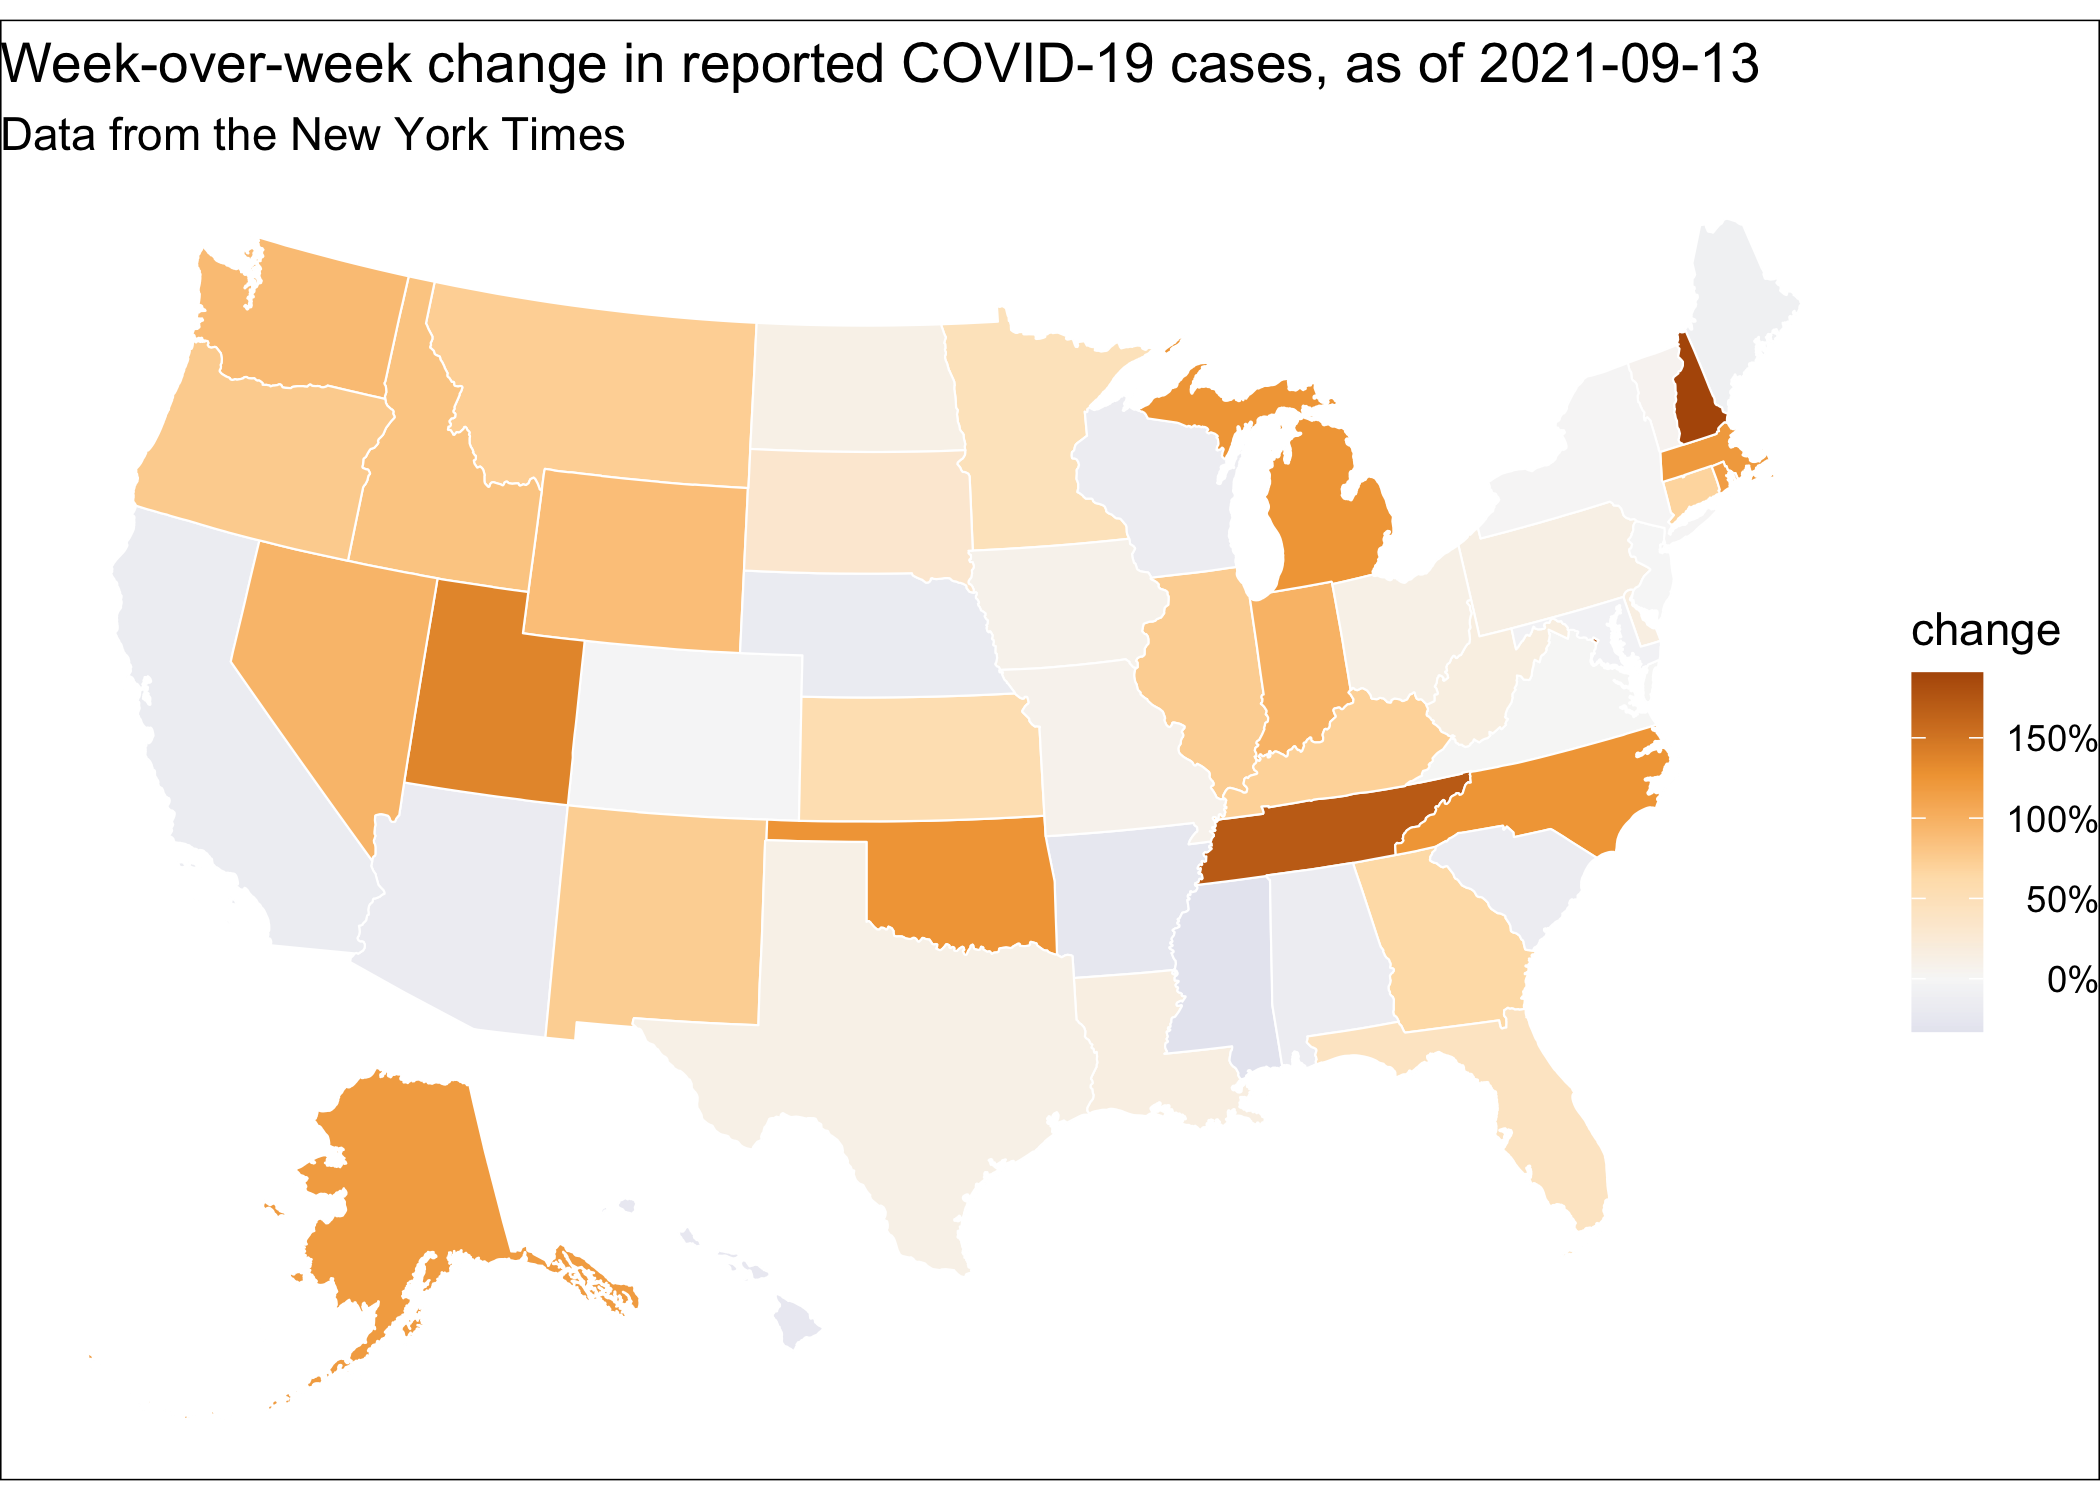 Week-over-week change in reported COVID-19 cases, as of 2021-09-13
Data from the New York Times
change
150%
100%
50%
0%